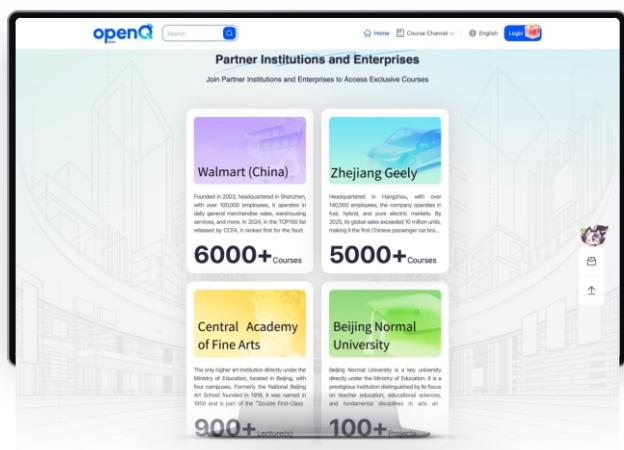 openQ
Search
Home
Course Channel
English
Login
Partner Institutions and Enterprises
Join Partner Institutions and Enterprises to Access Exclusive Courses
Walmart (China)
Founded in 2003, headquartered in Shenzhen,
with over 100,000 employees, it operates in
daily general merchandise sales, warehousing
services, and more. In 2024, in the TOP100 list
released by CCFA, it ranked first for the fourt
6000+ Courses
Zhejiang Geely
Headquartered in Hangzhou, with over
140,000 employees, the company operates in
fuel, hybrid, and pure electric markets. By
2025, its global sales exceeded 10 million units,
making it the first Chinese passenger car bra...
5000+ Courses
Central Academy
of Fine Arts
The only higher art institution directly under the
Ministry of Education, located in Beijing, with
four campuses. Formerly the National Beijing
Art School founded in 1918, it was named in
1950 and is part of the "Double First-Class
900+ Lecture(s)
Beijing Normal
University
Beijing Normal University is a key university
directly under the Ministry of Education. It is a
prestigious institution distinguished by its focus
on teacher education, educational sciences,
and fundamental disciplines in arts an
100+ Projects